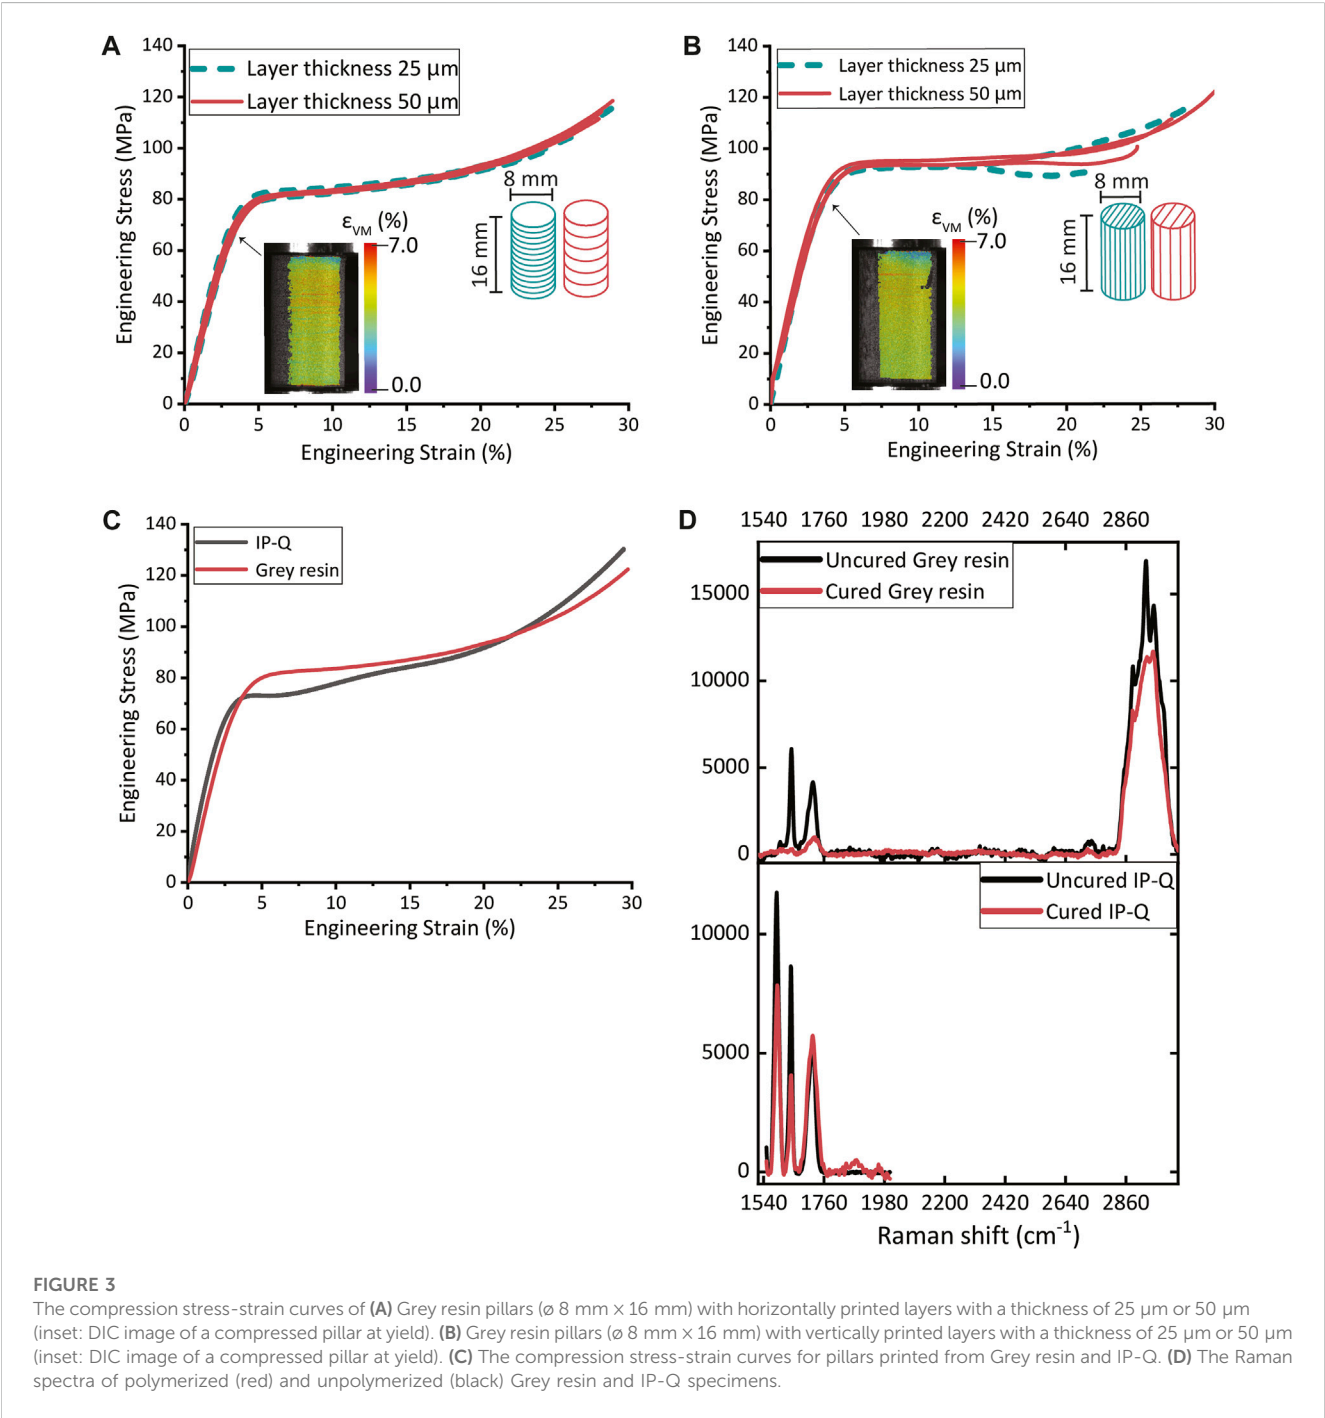 A
140
120
100
80
60
40
20
0
Engineering Stress (MPa)
Layer thickness 25 µm
Layer thickness 50 µm
εVM (%)
7.0
0.0
8 mm
16 mm
0 5 10 15 20 25 30
Engineering Strain (%)
B
140
120
100
80
60
40
20
0
Engineering Stress (MPa)
Layer thickness 25 µm
Layer thickness 50 µm
εVM (%)
7.0
0.0
8 mm
16 mm
0 5 10 15 20 25 30
Engineering Strain (%)
C
140
120
100
80
60
40
20
0
Engineering Stress (MPa)
IP-Q
Grey resin
0 5 10 15 20 25 30
Engineering Strain (%)
D
1540 1760 1980 2200 2420 2640 2860
Uncured Grey resin
Cured Grey resin
15000
10000
5000
0
Uncured IP-Q
Cured IP-Q
10000
5000
0
1540 1760 1980 2200 2420 2640 2860
Raman shift (cm-1)
FIGURE 3
The compression stress-strain curves of (A) Grey resin pillars (ø 8 mm × 16 mm) with horizontally printed layers with a thickness of 25 µm or 50 µm
(inset: DIC image of a compressed pillar at yield). (B) Grey resin pillars (ø 8 mm × 16 mm) with vertically printed layers with a thickness of 25 µm or 50 µm
(inset: DIC image of a compressed pillar at yield). (C) The compression stress-strain curves for pillars printed from Grey resin and IP-Q. (D) The Raman
spectra of polymerized (red) and unpolymerized (black) Grey resin and IP-Q specimens.